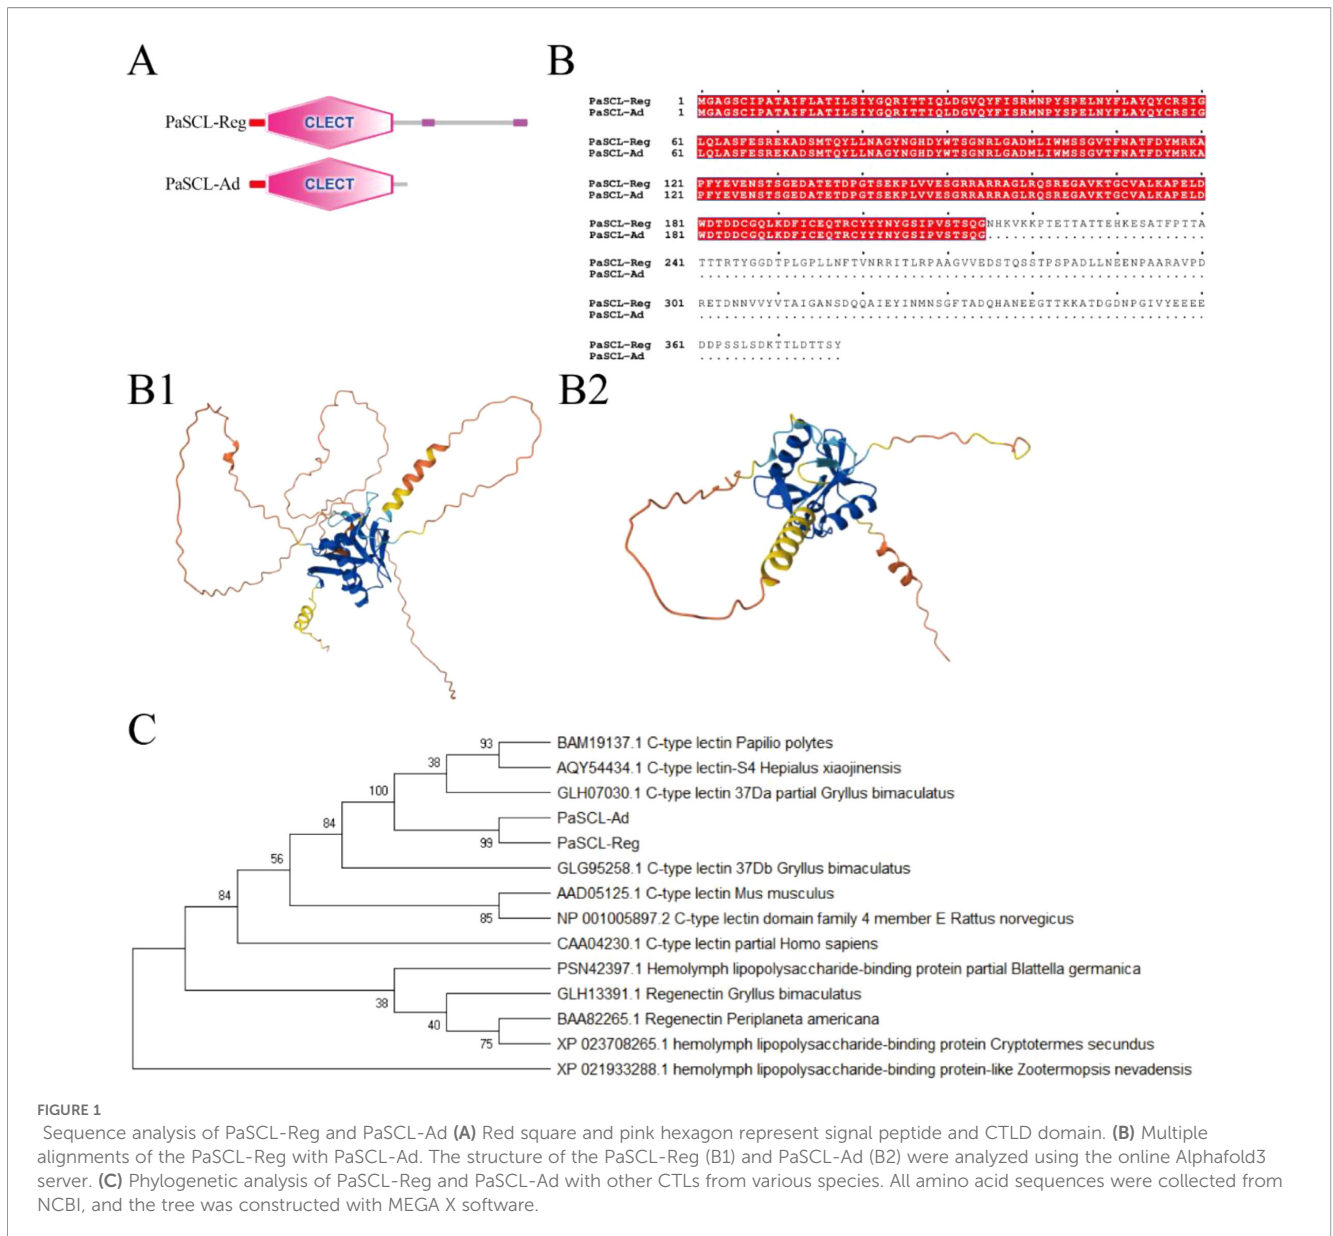 A
PaSCL-Reg
CLECT
PaSCL-Ad
CLECT
B
PaSCL-Reg 1 MGAGSCIPATAIFLATILSIYGQRITTIQLDGVQYFISRMNPYSPELNYFLAYQYCRSIG
PaSCL-Ad 1 MGAGSCIPATAIFLATILSIYGQRITTIQLDGVQYFISRMNPYSPELNYFLAYQYCRSIG
PaSCL-Reg 61 LQLASFESREKADSMTQYLLNAGYNGHDYWTSGNRLGADMLIWMSSGVTFNATFDYMRKA
PaSCL-Ad 61 LQLASFESREKADSMTQYLLNAGYNGHDYWTSGNRLGADMLIWMSSGVTFNATFDYMRKA
PaSCL-Reg 121 PFYEVENSTSGEDATETDPGTSEKPLVVESGRRARRAGLRQSREGAVKTGCVALKAPELD
PaSCL-Ad 121 PFYEVENSTSGEDATETDPGTSEKPLVVESGRRARRAGLRQSREGAVKTGCVALKAPELD
PaSCL-Reg 181 WDTDDCGQLKDFICEQTRCYYYNYGSIPVSTSQGNHKVKKPTETTATTEHKESATFPTTA
PaSCL-Ad 181 WDTDDCGQLKDFICEQTRCYYYNYGSIPVSTSQG..........................
PaSCL-Reg 241 TTTRTYGGDTPLGPLLNFTVNRRITLRPAAGVVEDSTQSSTPSPADLLNEENPAARAVPD
PaSCL-Ad ............................................................
PaSCL-Reg 301 RETDNNVVYVTAIGANSDQQAIEYINMNSGFTADQHANEEGTTKKATDGDNPGIVYEEEE
PaSCL-Ad ............................................................
PaSCL-Reg 361 DDPSSLSDKTTLDTTSY
PaSCL-Ad .................
B1
B2
C
93 BAM19137.1 C-type lectin Papilio polytes
38 AQY54434.1 C-type lectin-S4 Hepialus xiaojinensis
100 GLH07030.1 C-type lectin 37Da partial Gryllus bimaculatus
84 PaSCL-Ad
99 PaSCL-Reg
56 GLG95258.1 C-type lectin 37Db Gryllus bimaculatus
84 AAD05125.1 C-type lectin Mus musculus
85 NP 001005897.2 C-type lectin domain family 4 member E Rattus norvegicus
CAA04230.1 C-type lectin partial Homo sapiens
PSN42397.1 Hemolymph lipopolysaccharide-binding protein partial Blattella germanica
38 GLH13391.1 Regenectin Gryllus bimaculatus
40 BAA82265.1 Regenectin Periplaneta americana
75 XP 023708265.1 hemolymph lipopolysaccharide-binding protein Cryptotermes secundus
XP 021933288.1 hemolymph lipopolysaccharide-binding protein-like Zootermopsis nevadensis
FIGURE 1
Sequence analysis of PaSCL-Reg and PaSCL-Ad (A) Red square and pink hexagon represent signal peptide and CTLD domain. (B) Multiple
alignments of the PaSCL-Reg with PaSCL-Ad. The structure of the PaSCL-Reg (B1) and PaSCL-Ad (B2) were analyzed using the online Alphafold3
server. (C) Phylogenetic analysis of PaSCL-Reg and PaSCL-Ad with other CTLs from various species. All amino acid sequences were collected from
NCBI, and the tree was constructed with MEGA X software.